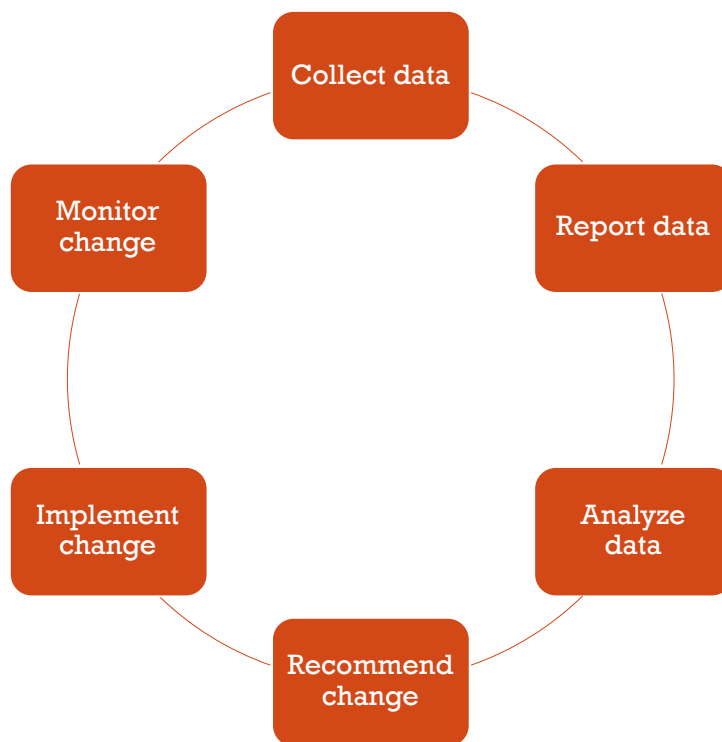 Collect data
Report data
Analyze
data
Recommend
change
Implement
change
Monitor
change